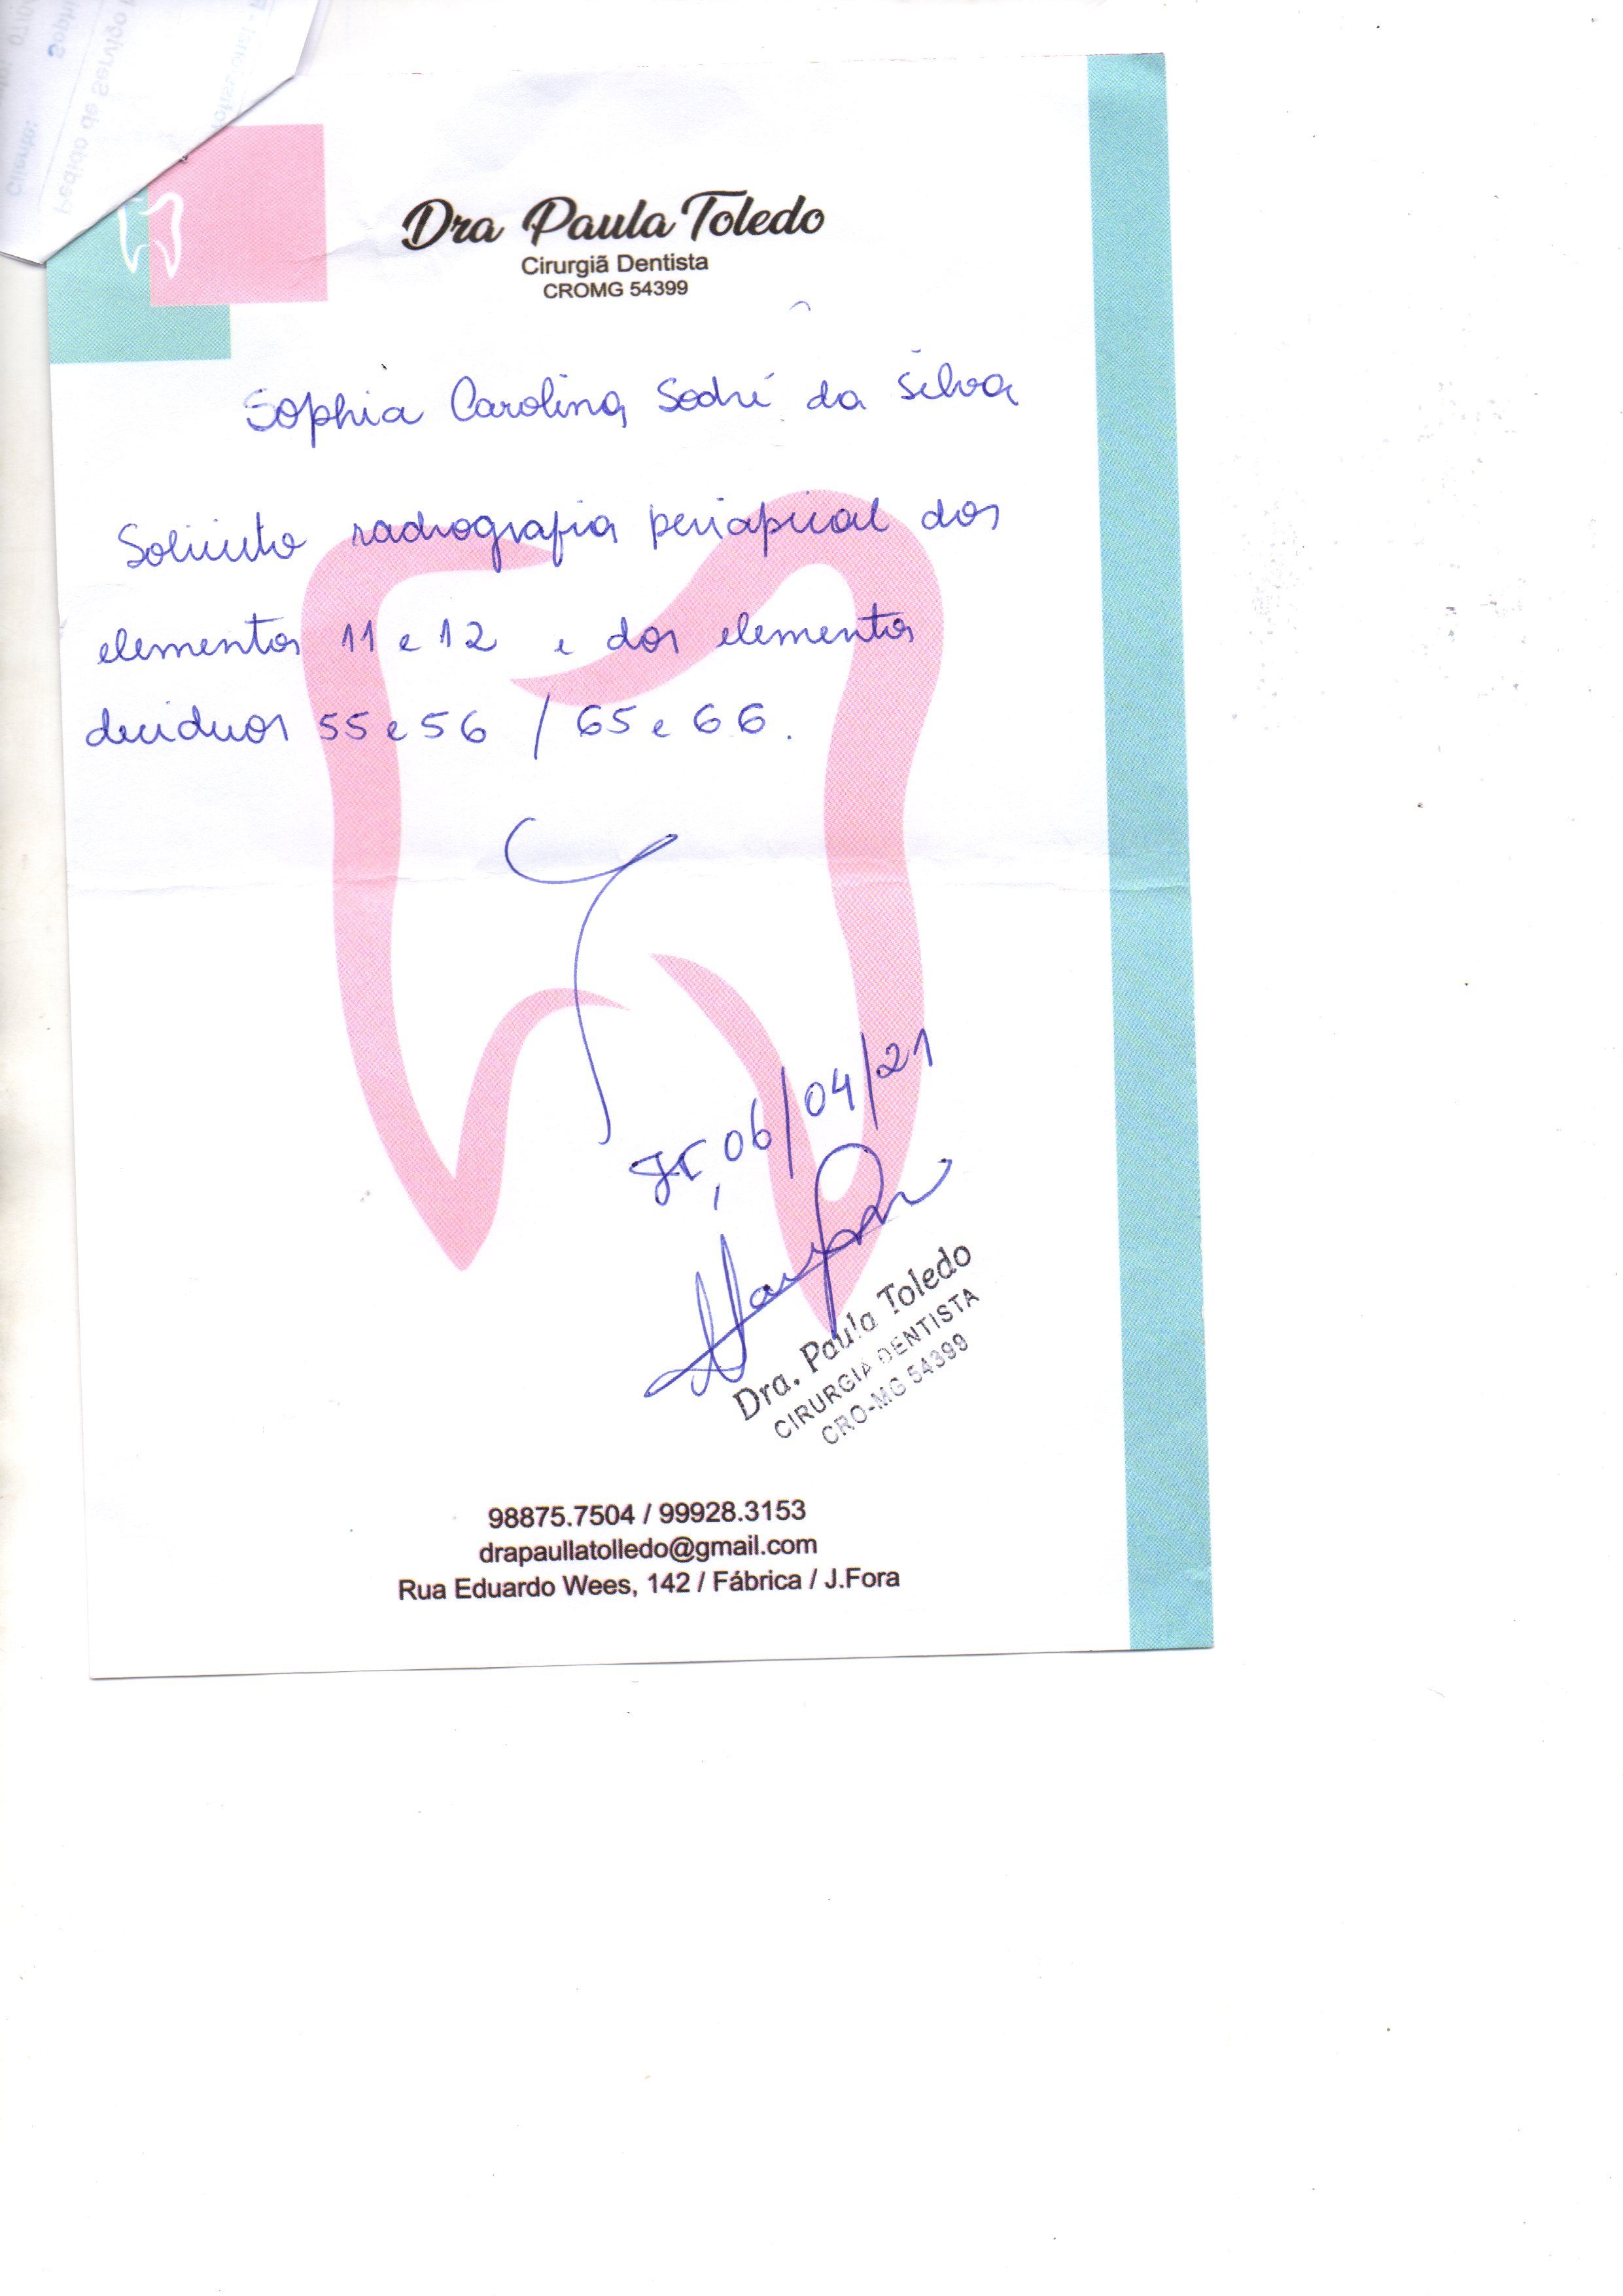 Dra Paula Toledo
Cirurgiã Dentista
CROMG 54399
Sophia Carolina Sodré da Silva
Solicito radiografia periapical dos
elementos 11 e 12 e dos elementos
decíduos 55 e 56 / 65 e 66.
JF, 06/04/21
Dra. Paula Toledo
CIRURGIA DENTISTA
CRO-MG 54399
98875.7504 / 99928.3153
drapaullatolledo@gmail.com
Rua Eduardo Wees, 142 / Fábrica / J.Fora